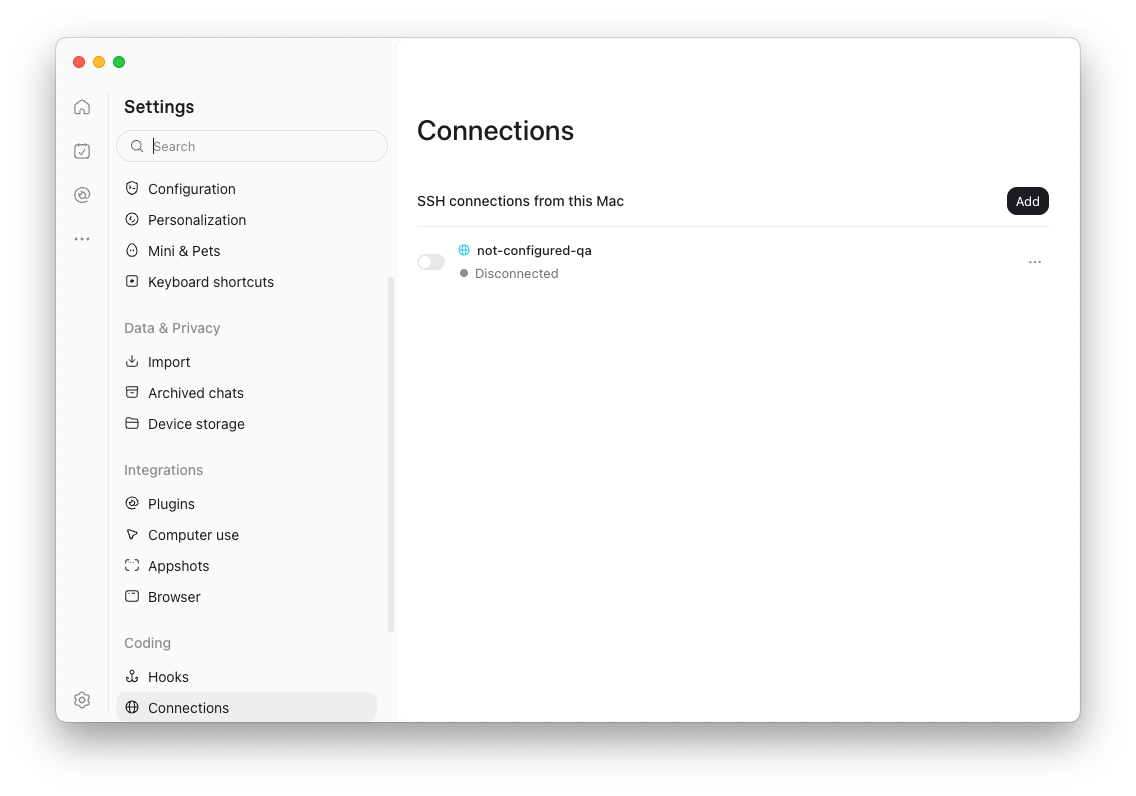 Settings
Search
Configuration
Personalization
Mini & Pets
Keyboard shortcuts
Data & Privacy
Import
Archived chats
Device storage
Integrations
Plugins
Computer use
Appshots
Browser
Coding
Hooks
Connections
Connections
SSH connections from this Mac
Add
not-configured-qa
Disconnected